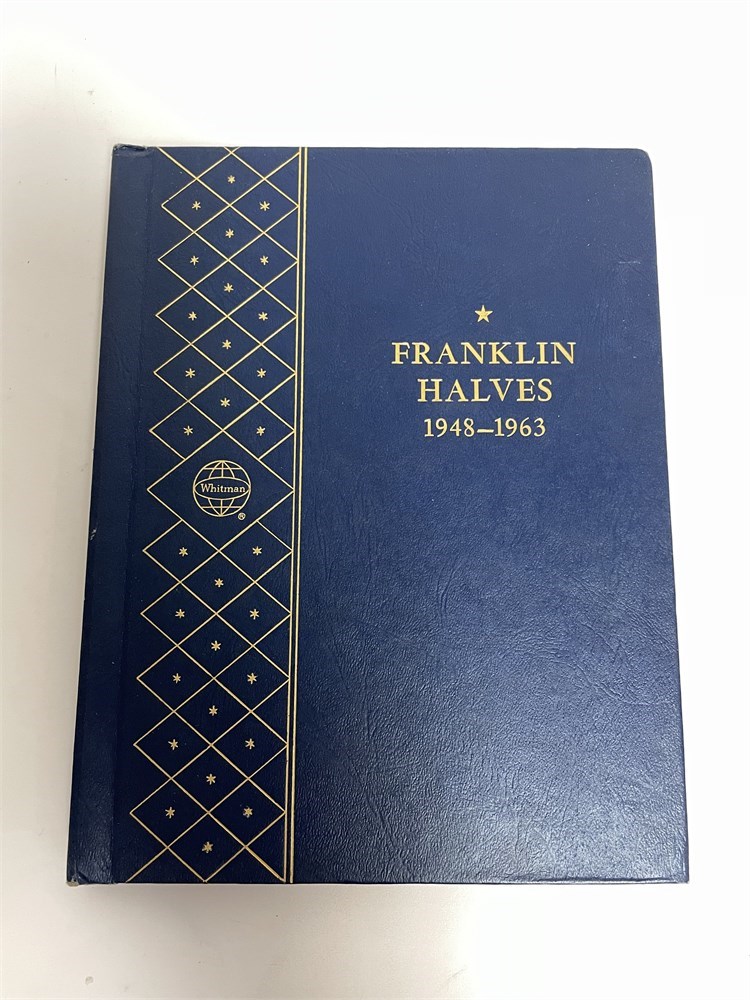 FRANKLIN
HALVES
1948–1963
Whitman
®